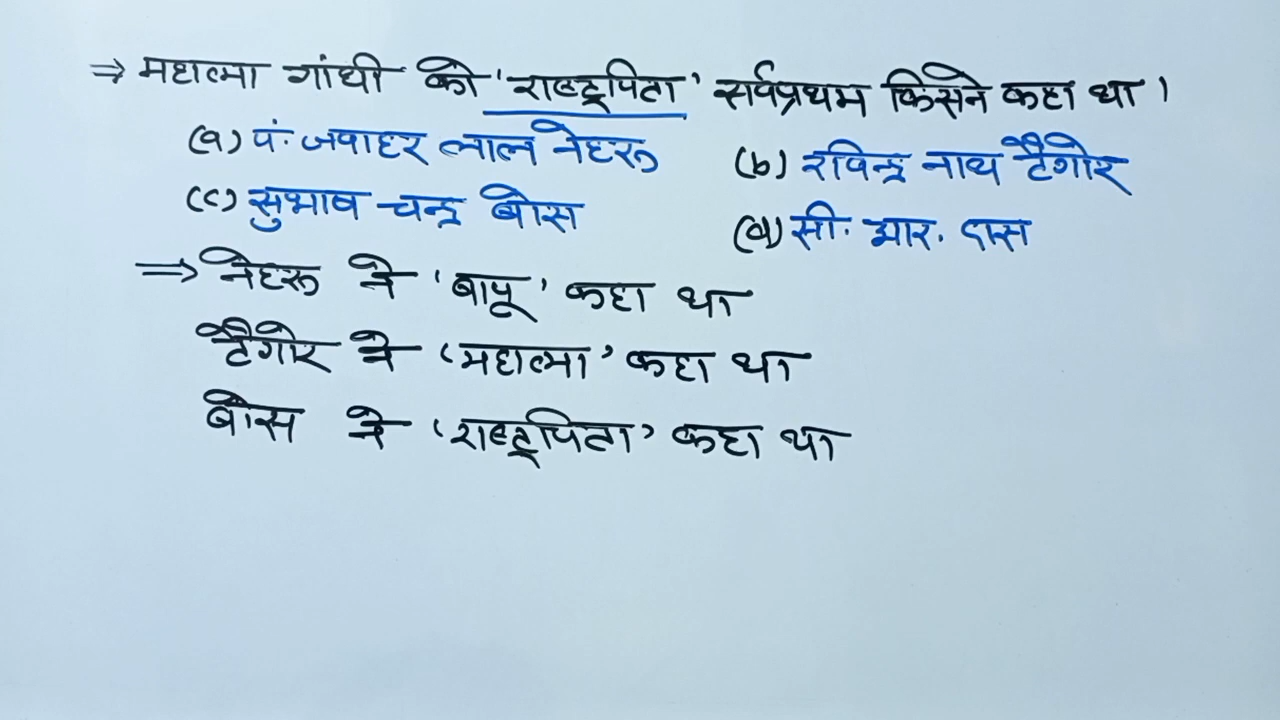 ⇒ महात्मा गांधी को 'राष्ट्रपिता' सर्वप्रथम किसने कहा था।
(a) पं. जवाहर लाल नेहरू (b) रविन्द्र नाथ टैगोर
(c) सुभाष चन्द्र बोस (d) सी. आर. दास
⇒ नेहरू ने 'बापू' कहा था
टैगोर ने 'महात्मा' कहा था
बोस ने 'राष्ट्रपिता' कहा था